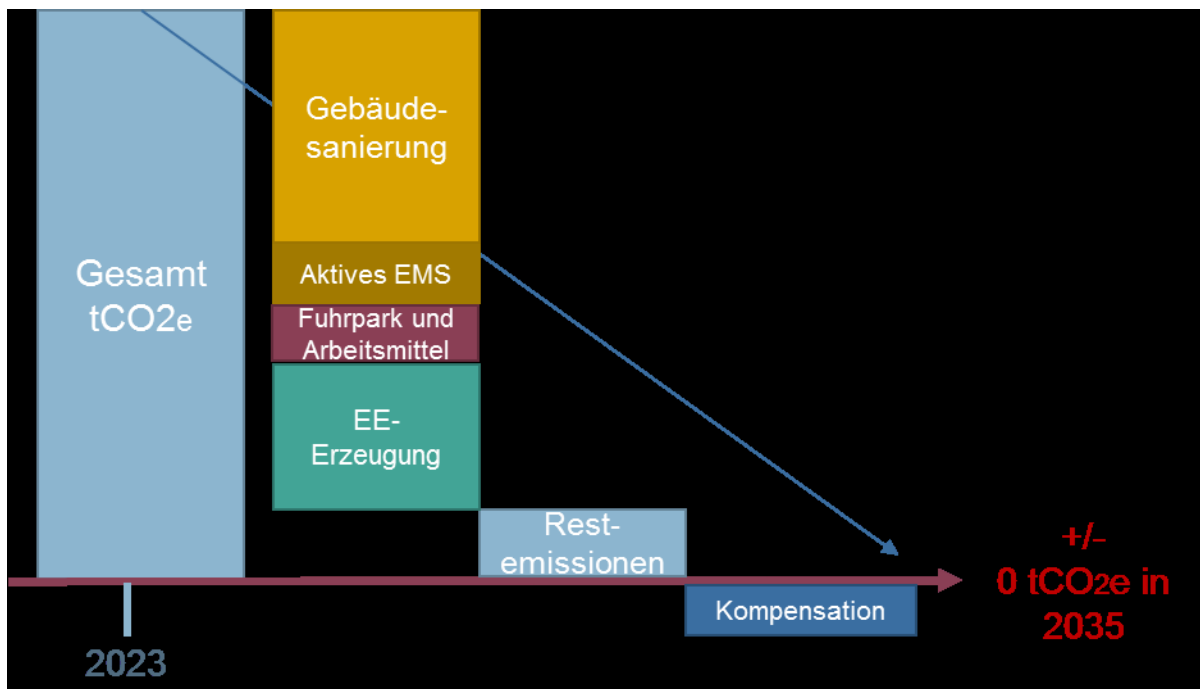 Gesamt
tCO2e
Gebäude-
sanierung
Aktives EMS
Fuhrpark und
Arbeitsmittel
EE-
Erzeugung
Rest-
emissionen
Kompensation
+/-
0 tCO2e in
2035
2023